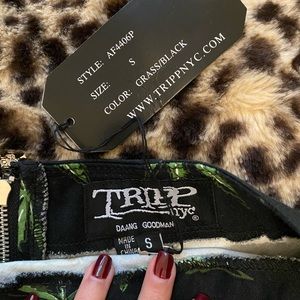 STYLE: AF4406P
SIZE: S
COLOR: GRASS/BLACK
WWW.TRIPPNYC.COM
TRIPP
NYC®
DAANG GOODMAN
MADE IN CHINA
S